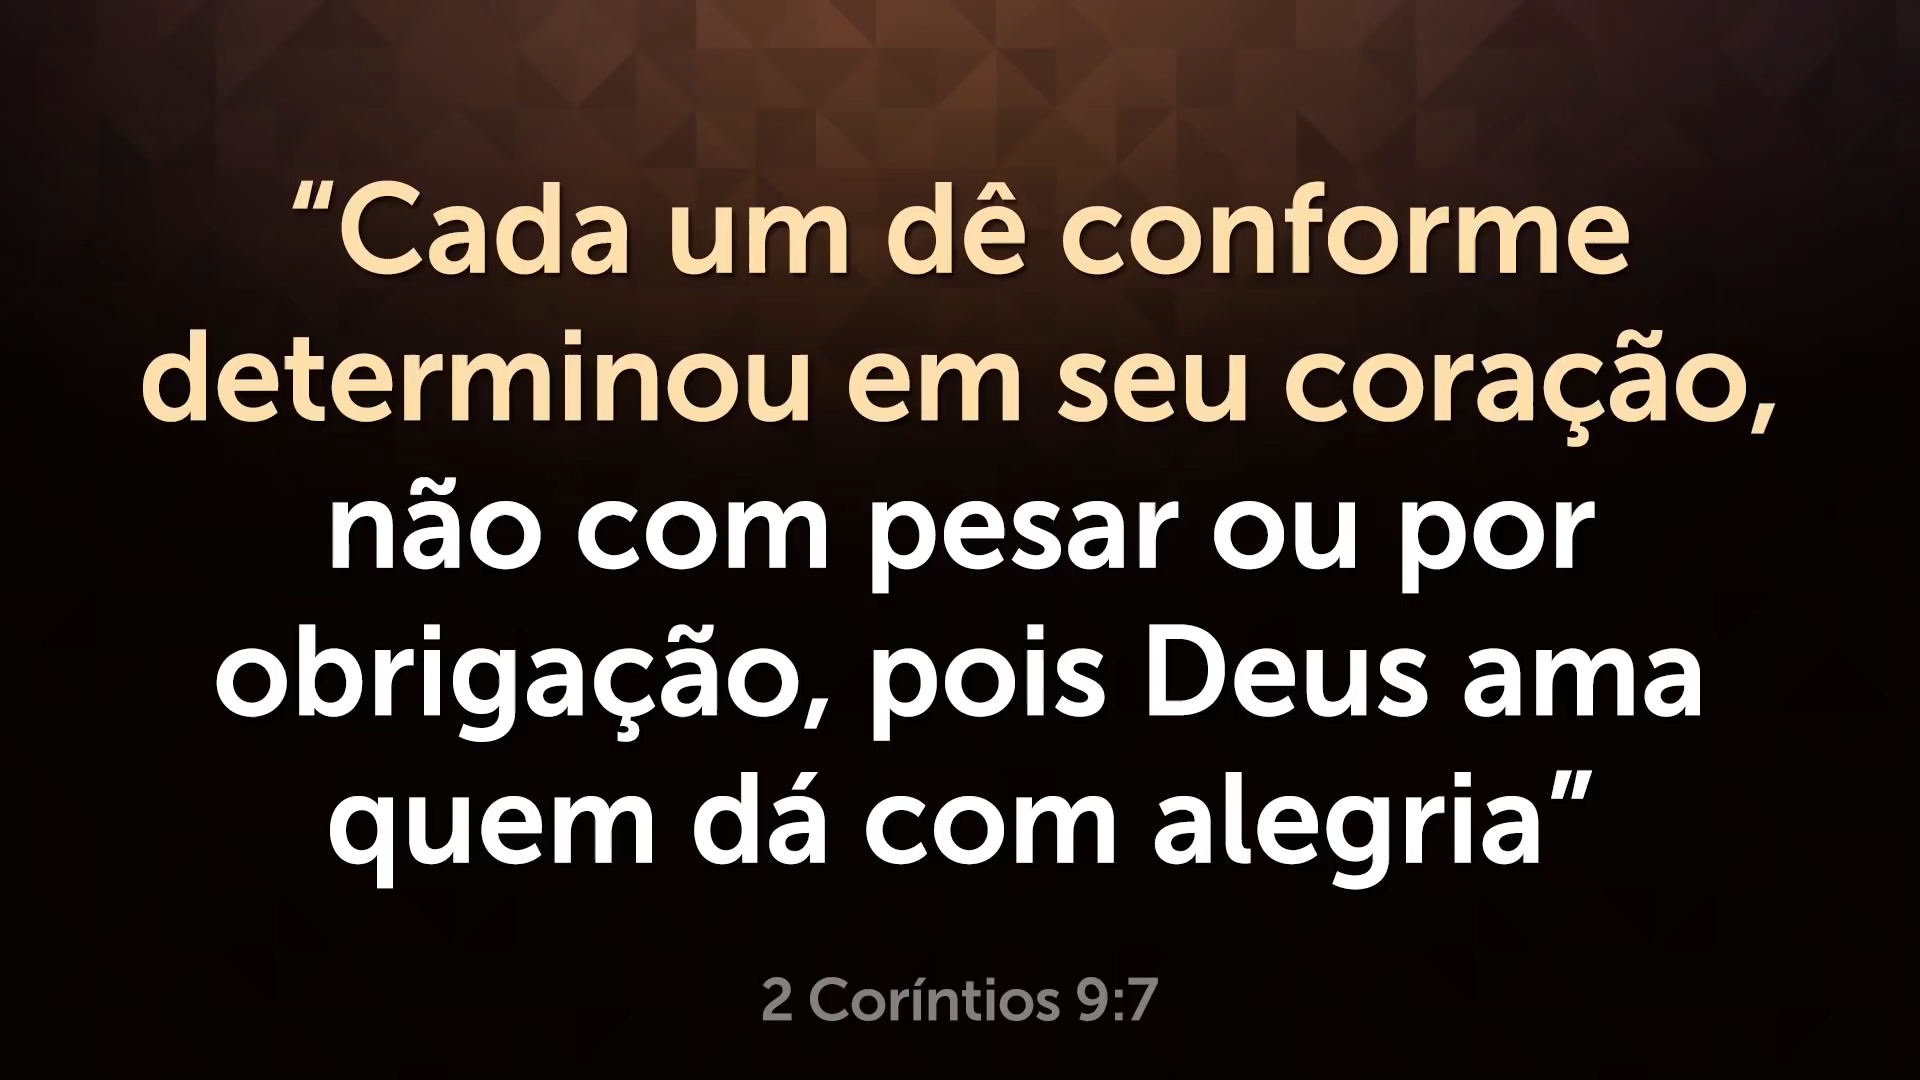 “Cada um dê conforme
determinou em seu coração,
não com pesar ou por
obrigação, pois Deus ama
quem dá com alegria”
2 Coríntios 9:7